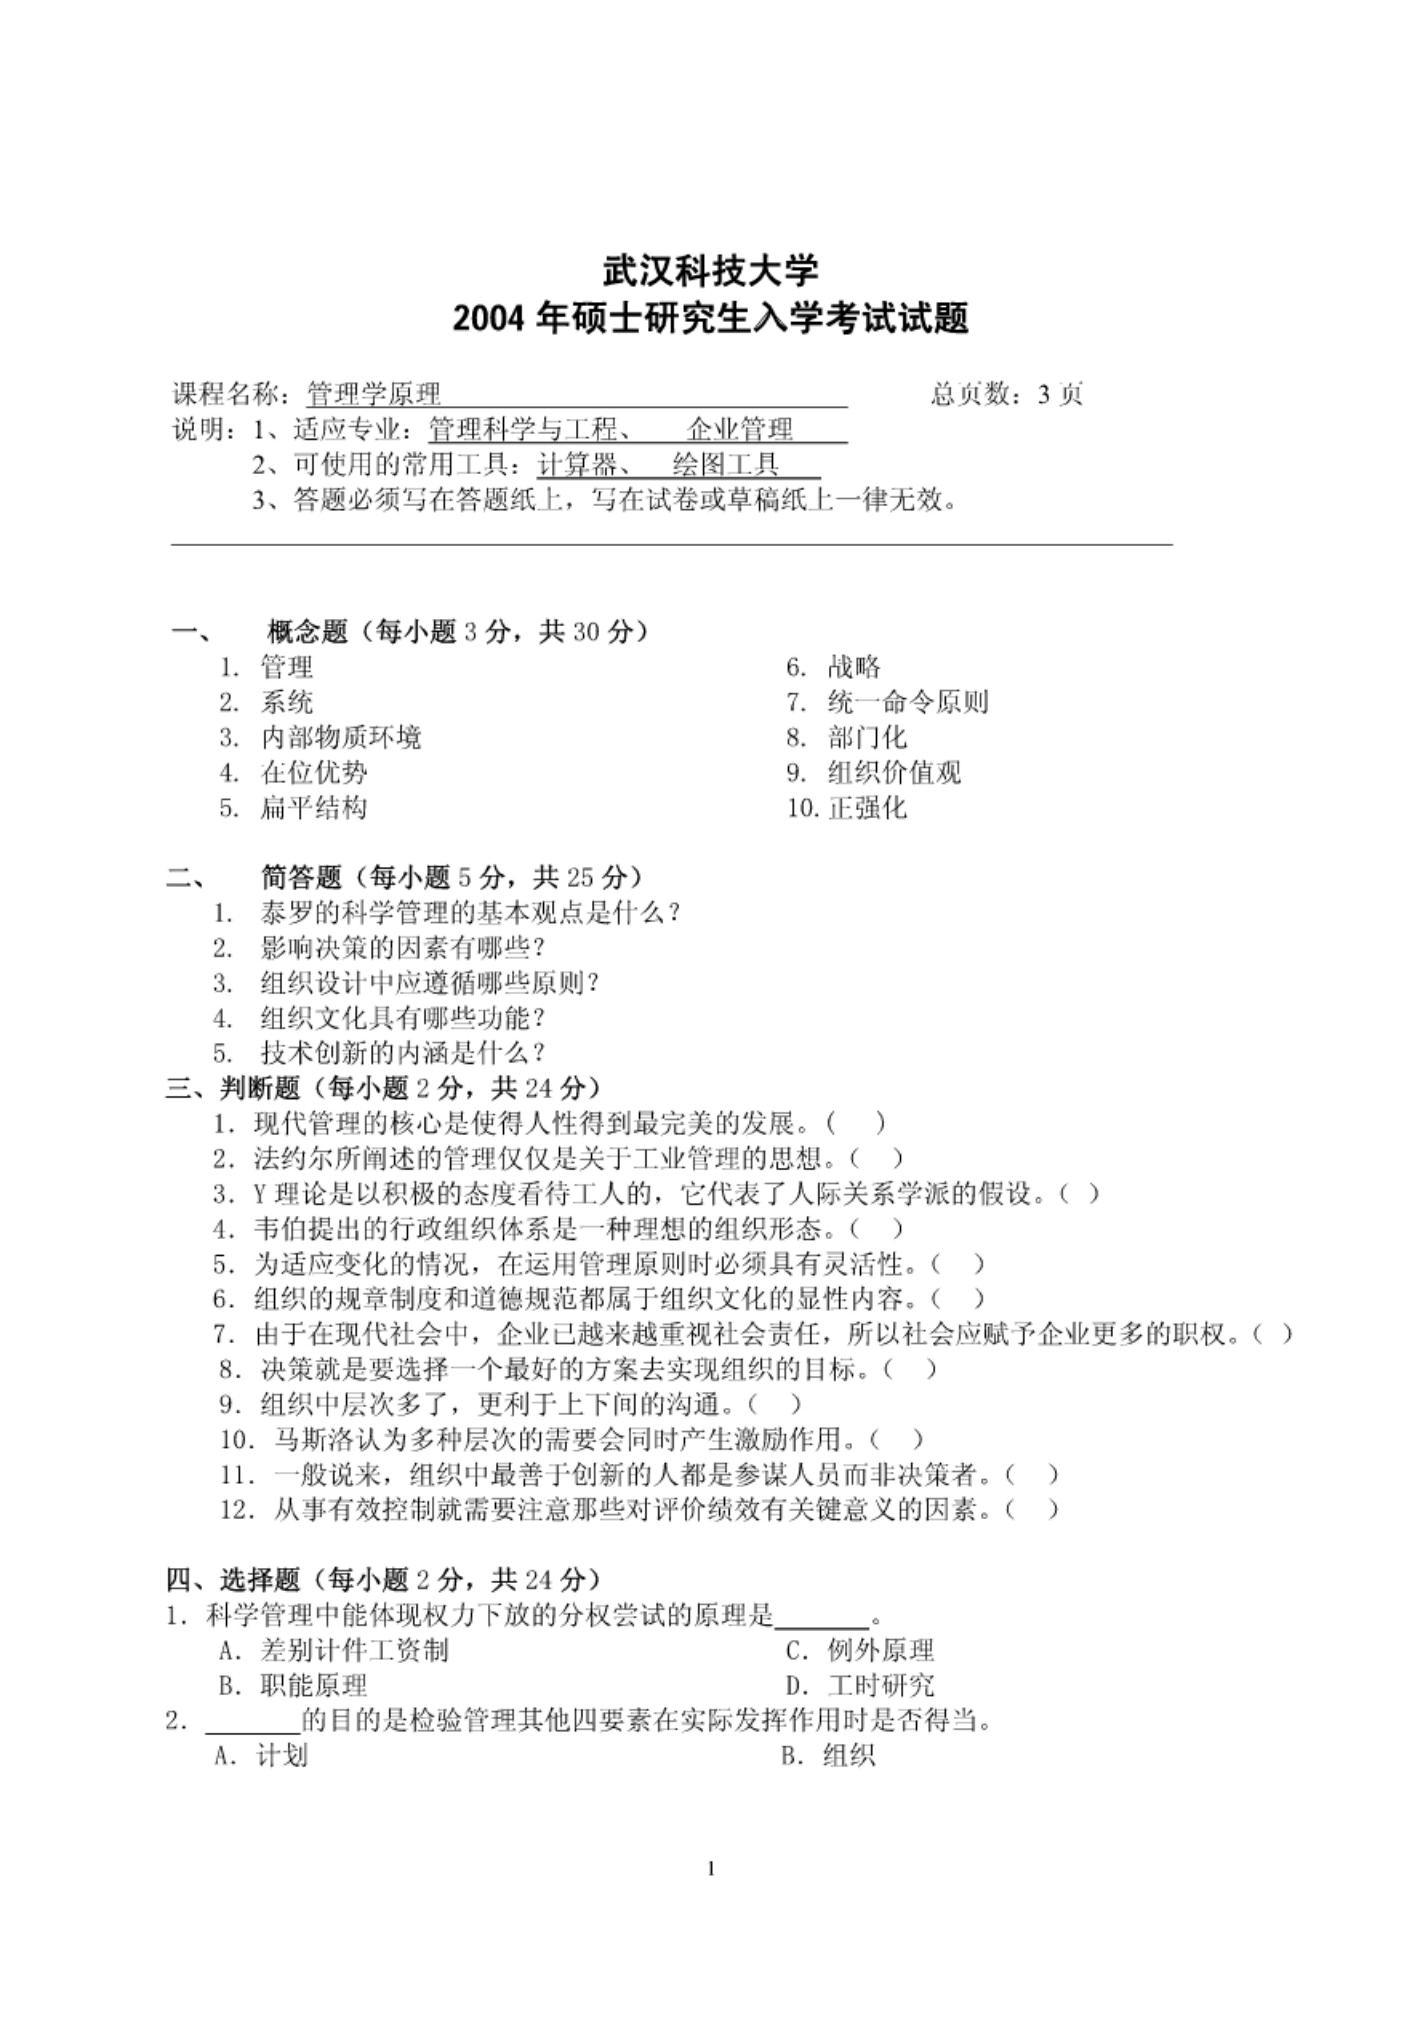 武汉科技大学
2004 年硕士研究生入学考试试题
课程名称：管理学原理 总页数：3 页
说明：1、适应专业：管理科学与工程、 企业管理
2、可使用的常用工具：计算器、 绘图工具
3、答题必须写在答题纸上，写在试卷或草稿纸上一律无效。
一、 概念题（每小题 3 分，共 30 分）
1. 管理 6. 战略
2. 系统 7. 统一命令原则
3. 内部物质环境 8. 部门化
4. 在位优势 9. 组织价值观
5. 扁平结构 10. 正强化
二、 简答题（每小题 5 分，共 25 分）
1. 泰罗的科学管理的基本观点是什么？
2. 影响决策的因素有哪些？
3. 组织设计中应遵循哪些原则？
4. 组织文化具有哪些功能？
5. 技术创新的内涵是什么？
三、判断题（每小题 2 分，共 24 分）
1．现代管理的核心是使得人性得到最完美的发展。（ ）
2．法约尔所阐述的管理仅仅是关于工业管理的思想。（ ）
3．Y 理论是以积极的态度看待工人的，它代表了人际关系学派的假设。（ ）
4．韦伯提出的行政组织体系是一种理想的组织形态。（ ）
5．为适应变化的情况，在运用管理原则时必须具有灵活性。（ ）
6．组织的规章制度和道德规范都属于组织文化的显性内容。（ ）
7．由于在现代社会中，企业已越来越重视社会责任，所以社会应赋予企业更多的职权。（ ）
8．决策就是要选择一个最好的方案去实现组织的目标。（ ）
9．组织中层次多了，更利于上下间的沟通。（ ）
10．马斯洛认为多种层次的需要会同时产生激励作用。（ ）
11．一般说来，组织中最善于创新的人都是参谋人员而非决策者。（ ）
12．从事有效控制就需要注意那些对评价绩效有关键意义的因素。（ ）
四、选择题（每小题 2 分，共 24 分）
1．科学管理中能体现权力下放的分权尝试的原理是_______。
A．差别计件工资制 C．例外原理
B．职能原理 D．工时研究
2．_______的目的是检验管理其他四要素在实际发挥作用时是否得当。
A．计划 B．组织
1